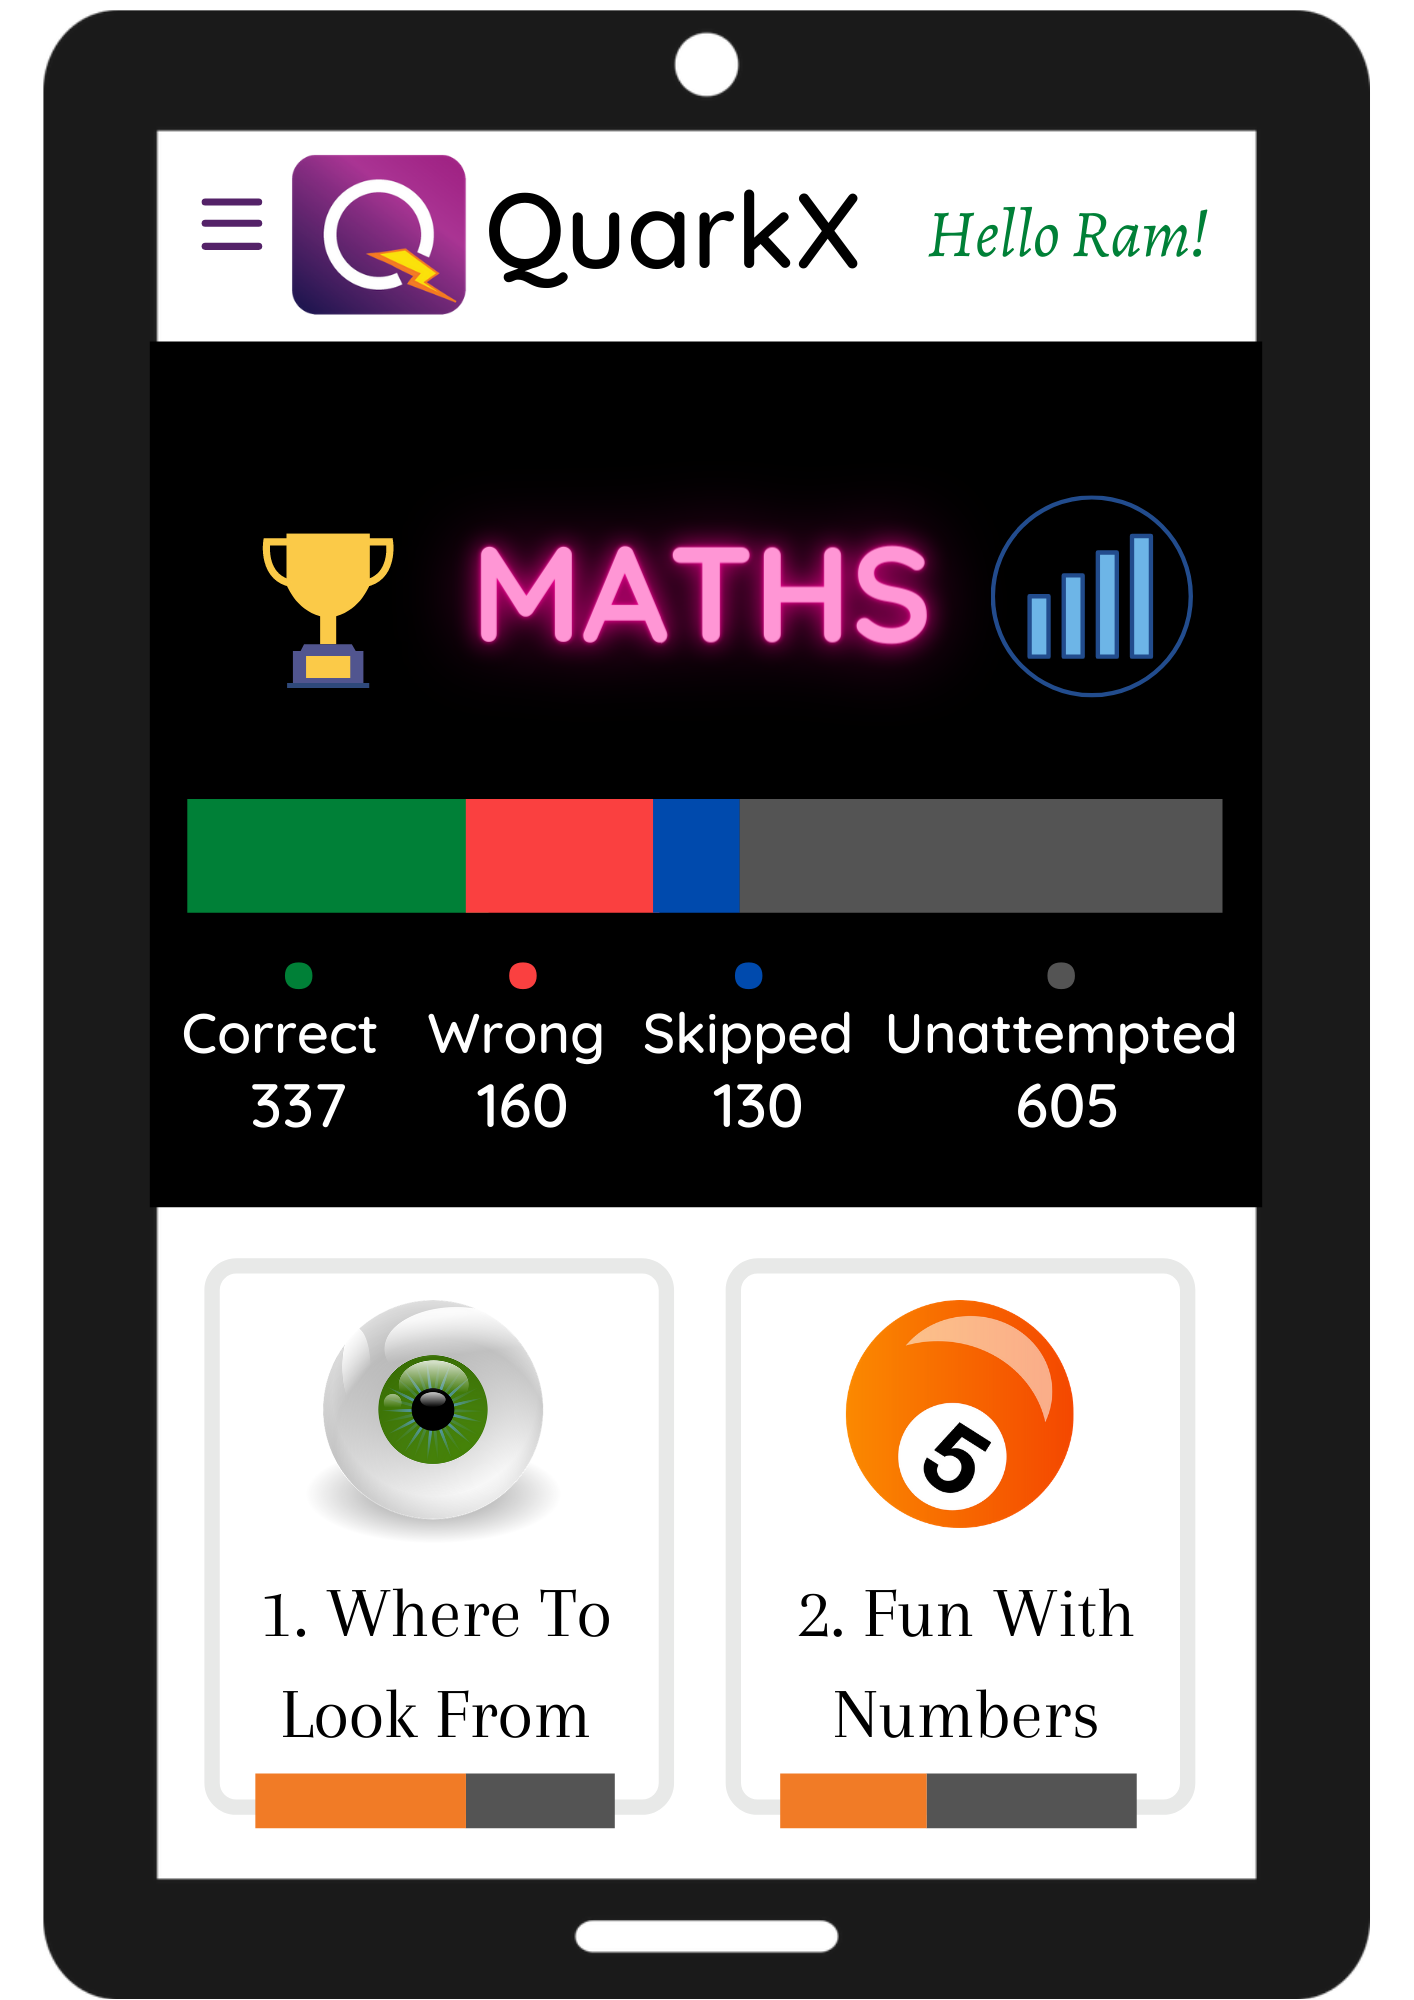 QuarkX
Hello Ram!
MATHS
Correct Wrong Skipped Unattempted
337 160 130 605
5
1. Where To
Look From
2. Fun With
Numbers